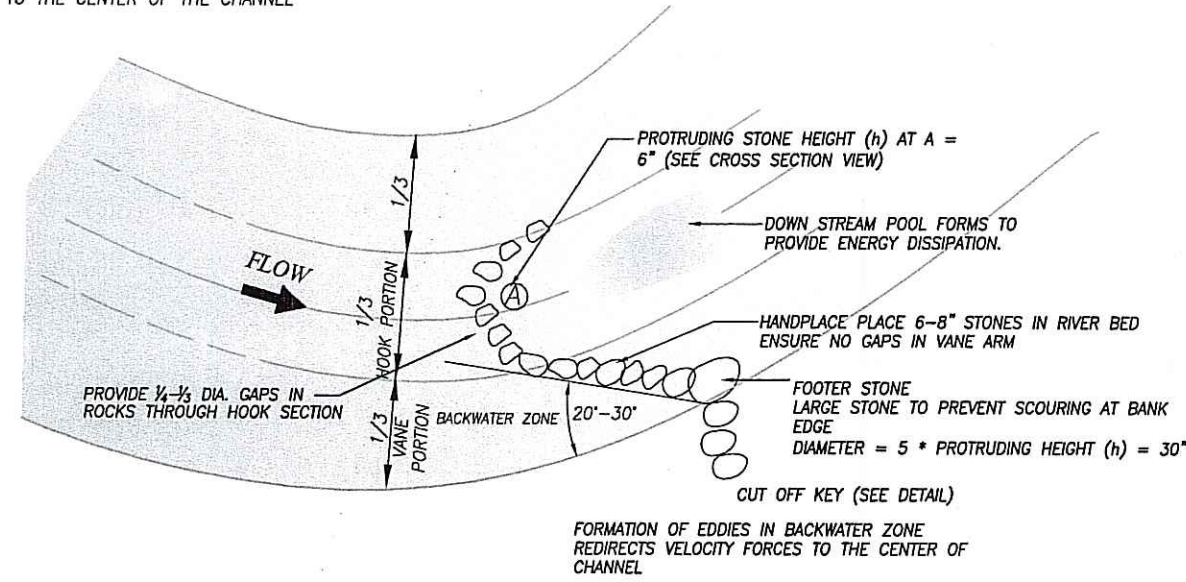 TO THE CENTER OF THE CHANNEL
PROTRUDING STONE HEIGHT (h) AT A =
6" (SEE CROSS SECTION VIEW)
1/3
DOWN STREAM POOL FORMS TO
PROVIDE ENERGY DISSIPATION.
FLOW
A
1/3
HOOK PORTION
HANDPLACE PLACE 6-8" STONES IN RIVER BED
ENSURE NO GAPS IN VANE ARM
PROVIDE ¼-⅓ DIA. GAPS IN
ROCKS THROUGH HOOK SECTION
1/3
VANE
PORTION
BACKWATER ZONE
20°-30°
FOOTER STONE
LARGE STONE TO PREVENT SCOURING AT BANK
EDGE
DIAMETER = 5 * PROTRUDING HEIGHT (h) = 30"
CUT OFF KEY (SEE DETAIL)
FORMATION OF EDDIES IN BACKWATER ZONE
REDIRECTS VELOCITY FORCES TO THE CENTER OF
CHANNEL